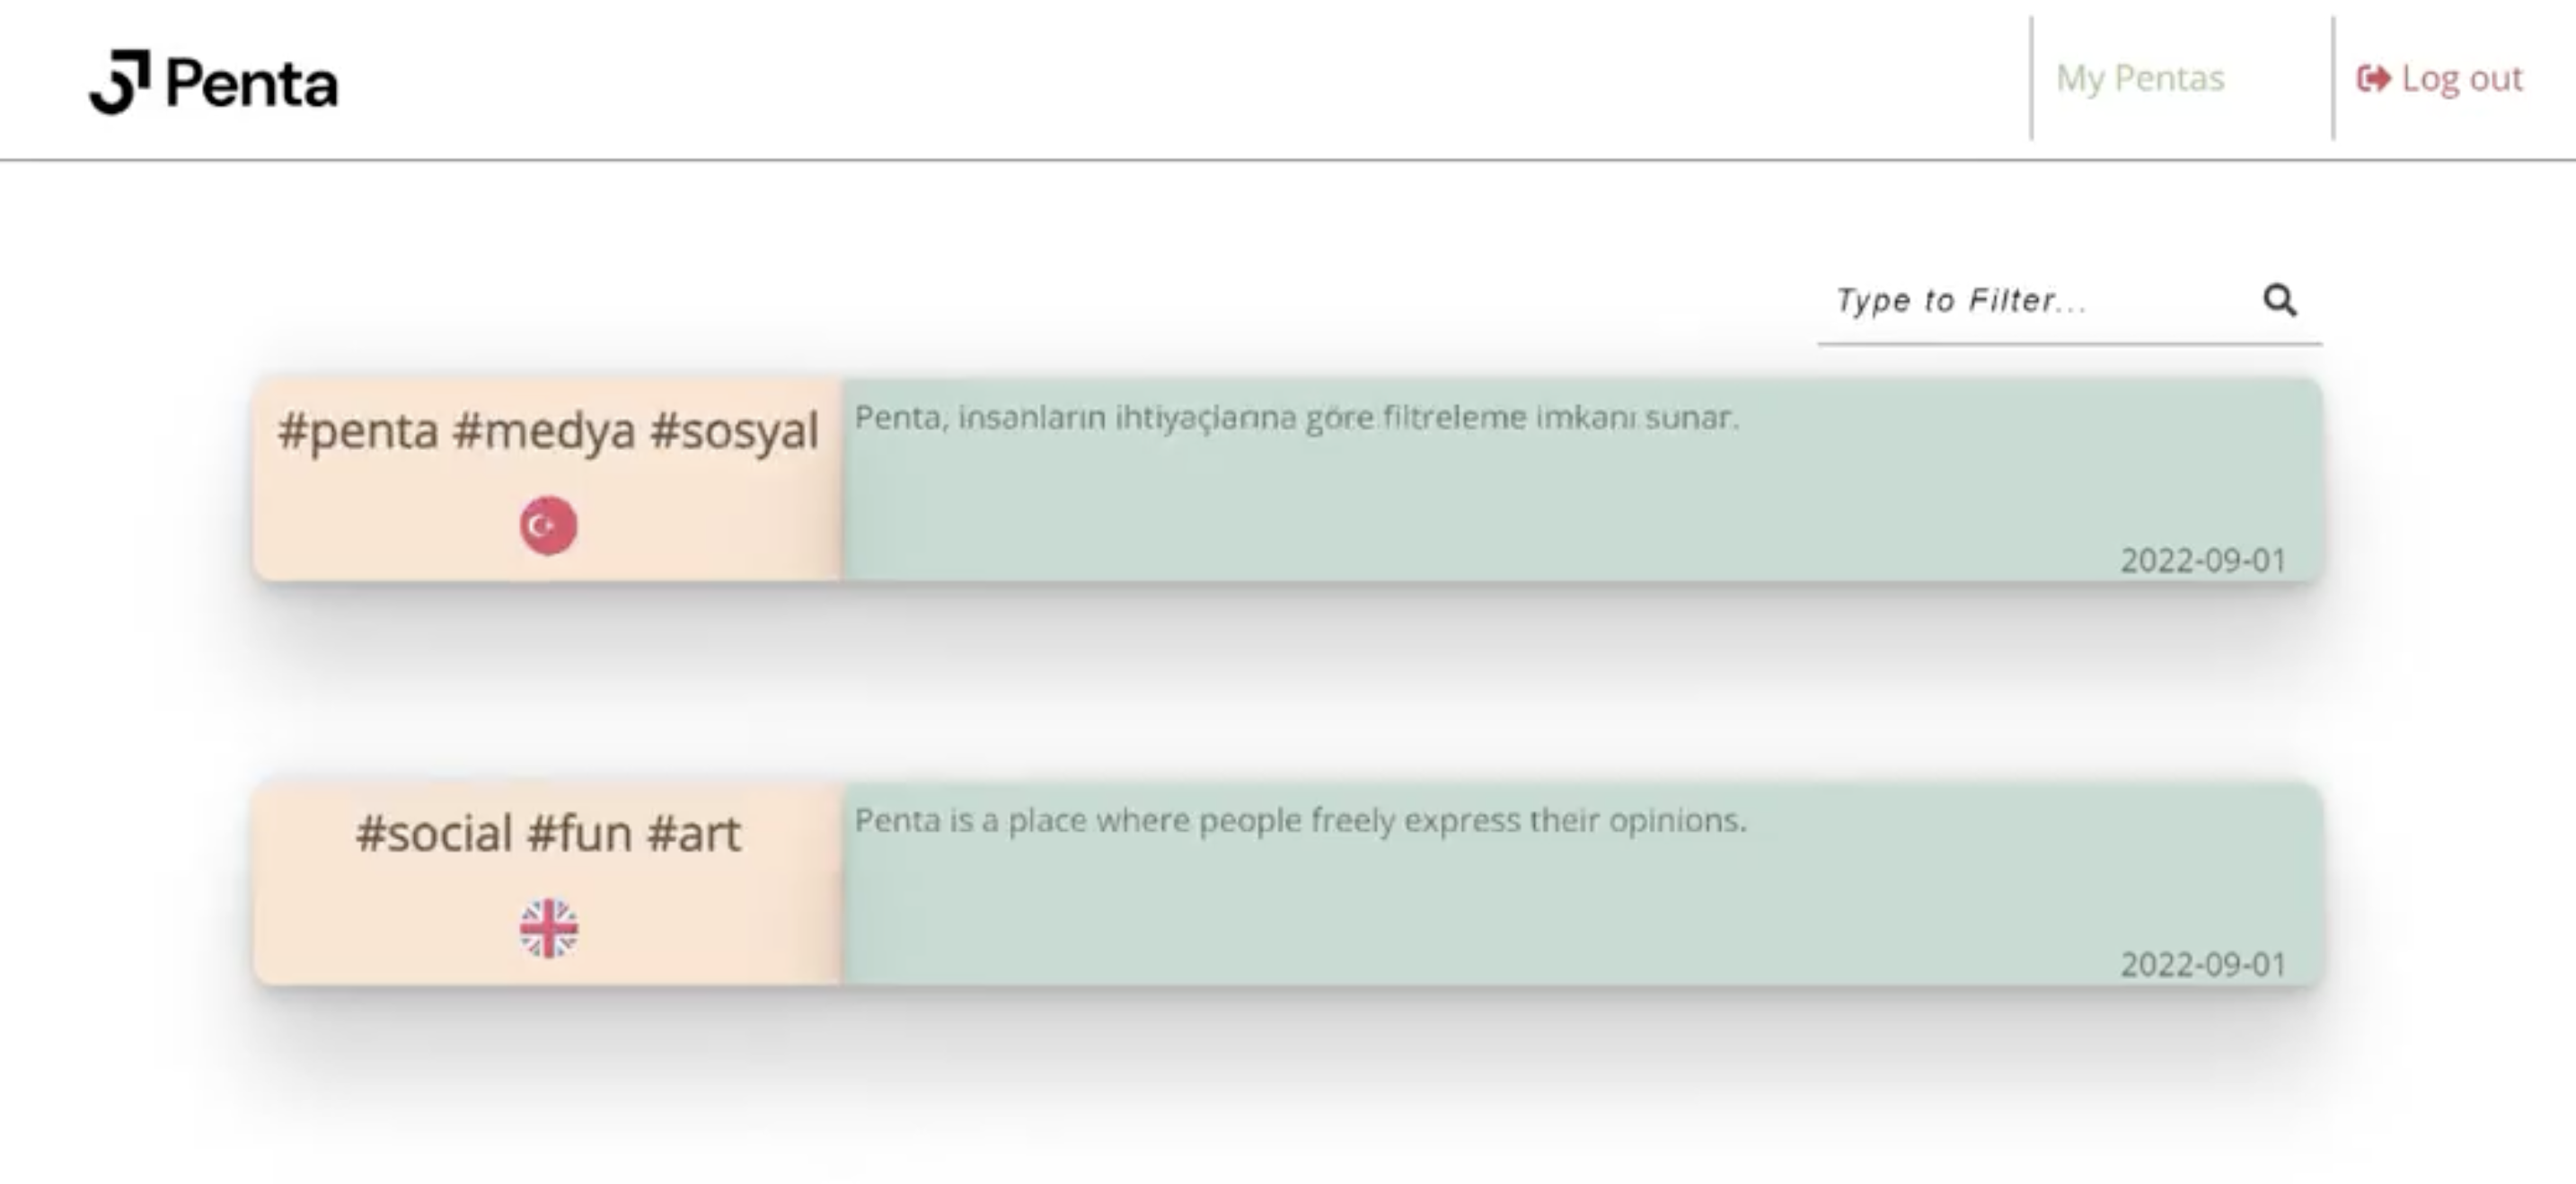 Penta
My Pentas
Log out
Type to Filter...
#penta #medya #sosyal
Penta, insanların ihtiyaçlarına göre filtreleme imkanı sunar.
2022-09-01
#social #fun #art
Penta is a place where people freely express their opinions.
2022-09-01